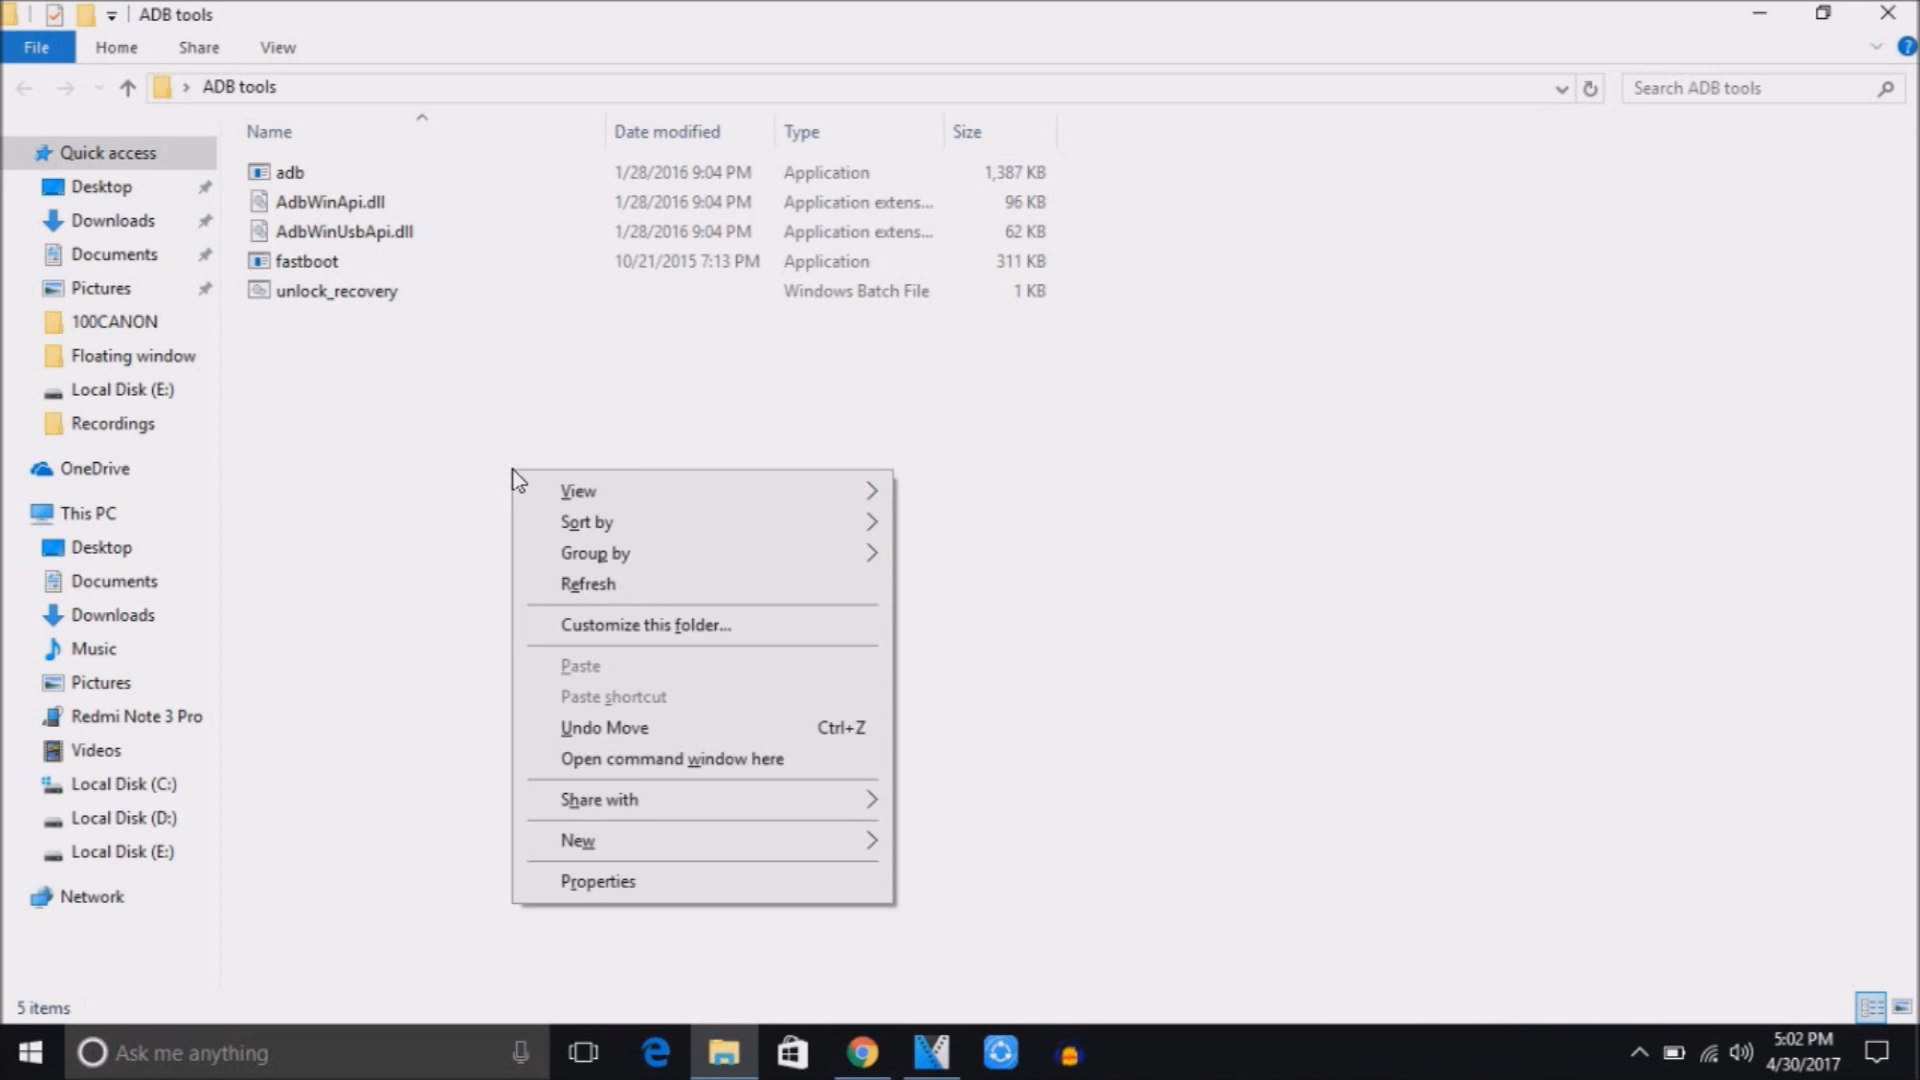 ADB tools
File Home Share View
ADB tools
Search ADB tools
Name Date modified Type Size
adb 1/28/2016 9:04 PM Application 1,387 KB
AdbWinApi.dll 1/28/2016 9:04 PM Application extens... 96 KB
AdbWinUsbApi.dll 1/28/2016 9:04 PM Application extens... 62 KB
fastboot 10/21/2015 7:13 PM Application 311 KB
unlock_recovery Windows Batch File 1 KB
Quick access
Desktop
Downloads
Documents
Pictures
100CANON
Floating window
Local Disk (E:)
Recordings
OneDrive
This PC
Desktop
Documents
Downloads
Music
Pictures
Redmi Note 3 Pro
Videos
Local Disk (C:)
Local Disk (D:)
Local Disk (E:)
Network
View
Sort by
Group by
Refresh
Customize this folder...
Paste
Paste shortcut
Undo Move Ctrl+Z
Open command window here
Share with
New
Properties
5 items
Ask me anything
5:02 PM
4/30/2017